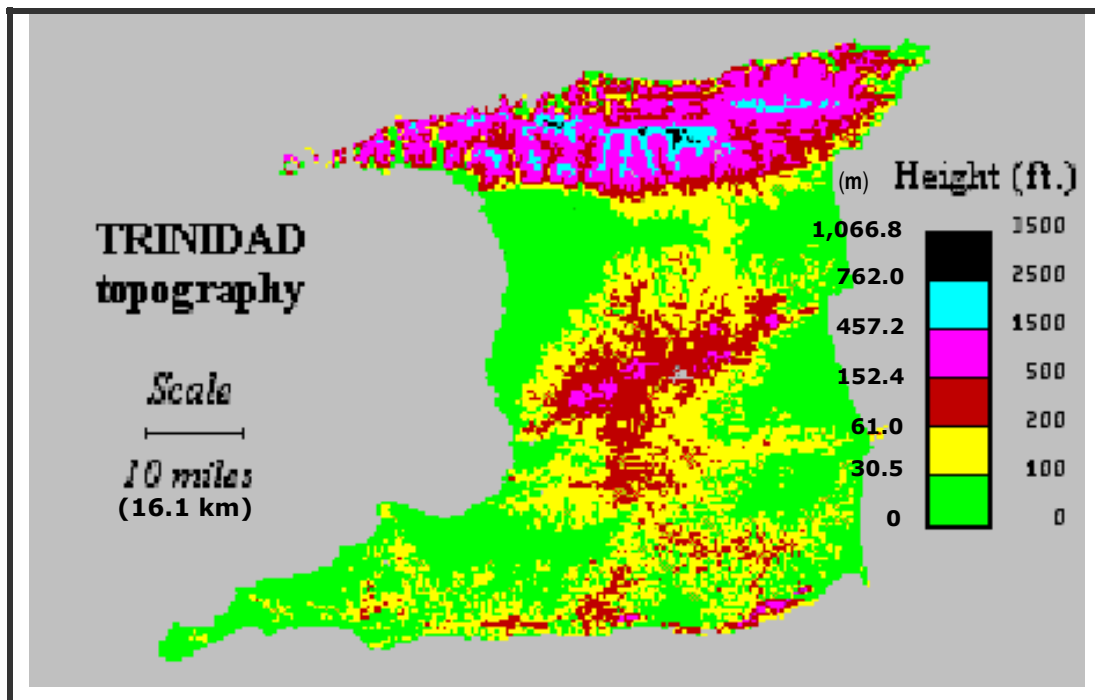 TRINIDAD
topography
Scale
10 miles
(16.1 km)
(m) Height (ft.)
1,066.8 3500
762.0 2500
457.2 1500
152.4 500
61.0 200
30.5 100
0 0